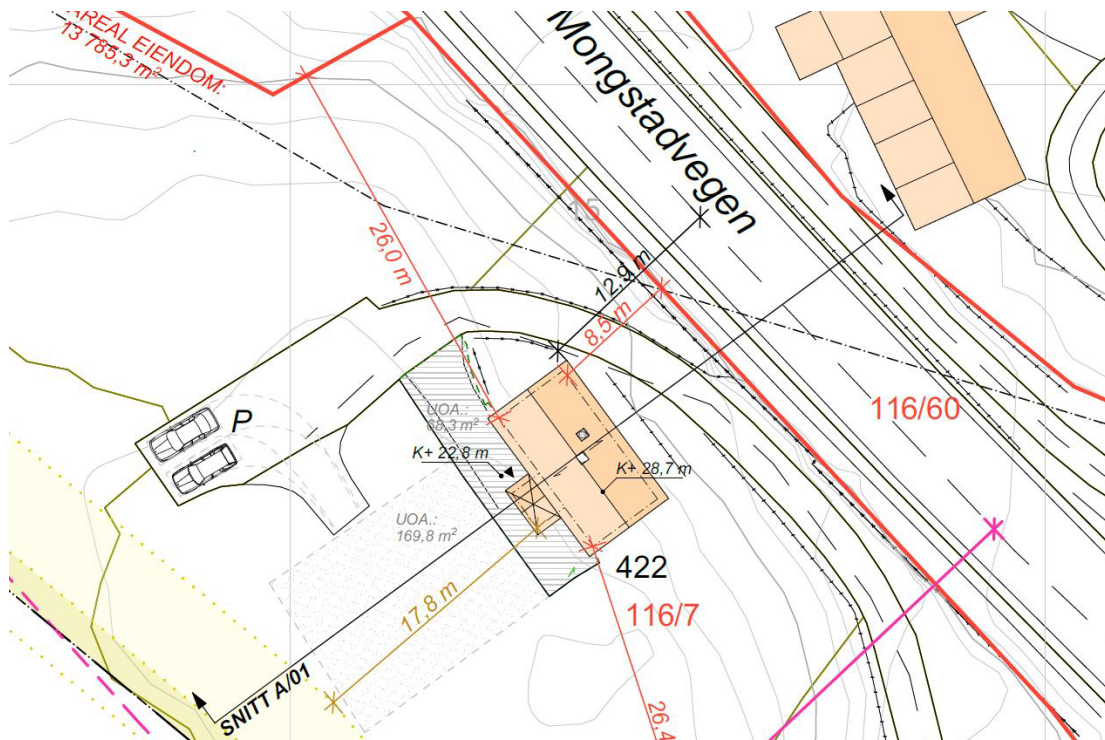 AREAL EIENDOM:
13 785,3 m²
Mongstadvegen
15
26,0 m
12,9 m
8,5 m
P
UOA.:
68,3 m²
K+ 22,8 m
K+ 28,7 m
116/60
UOA.:
169,8 m²
422
17,8 m
116/7
SNITT A/01
26,4